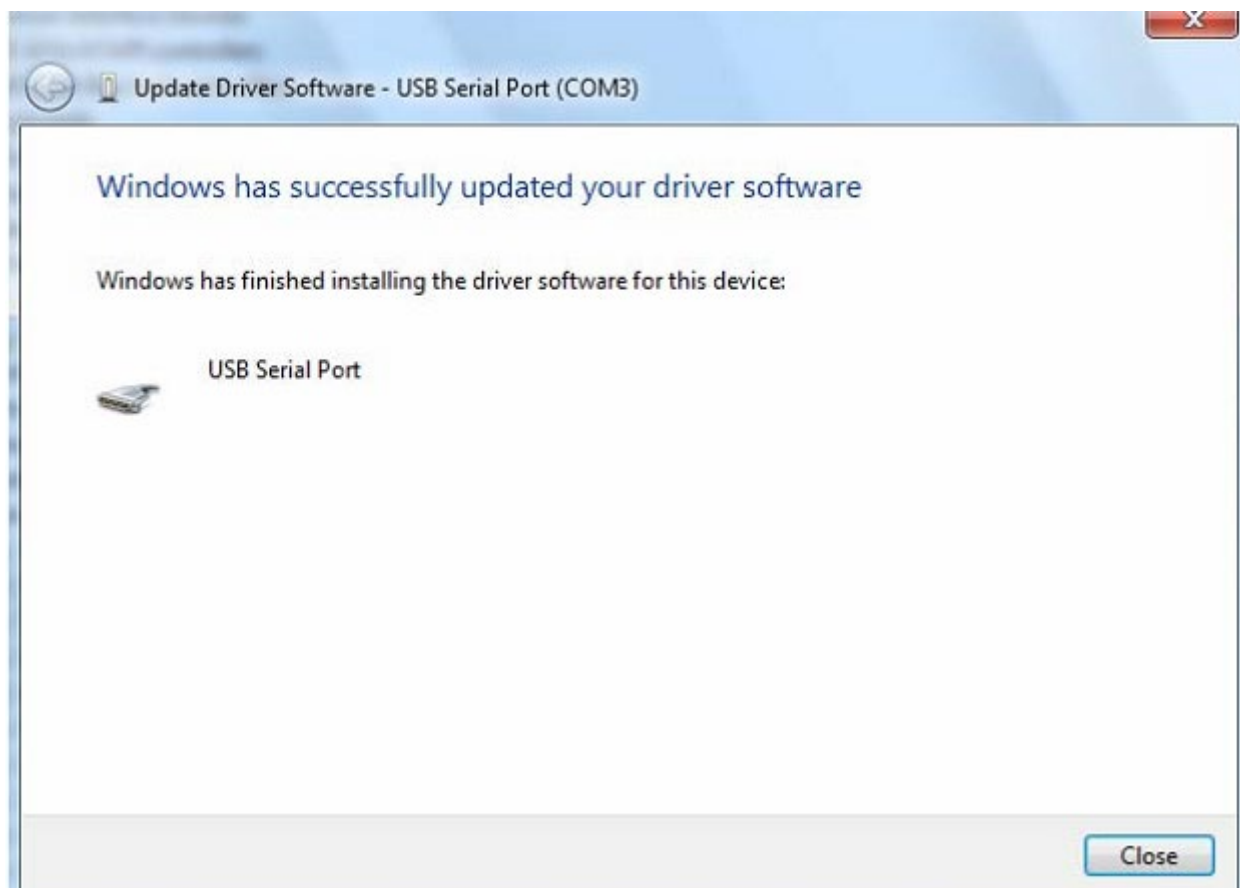 Update Driver Software - USB Serial Port (COM3)
Windows has successfully updated your driver software
Windows has finished installing the driver software for this device:
USB Serial Port
Close